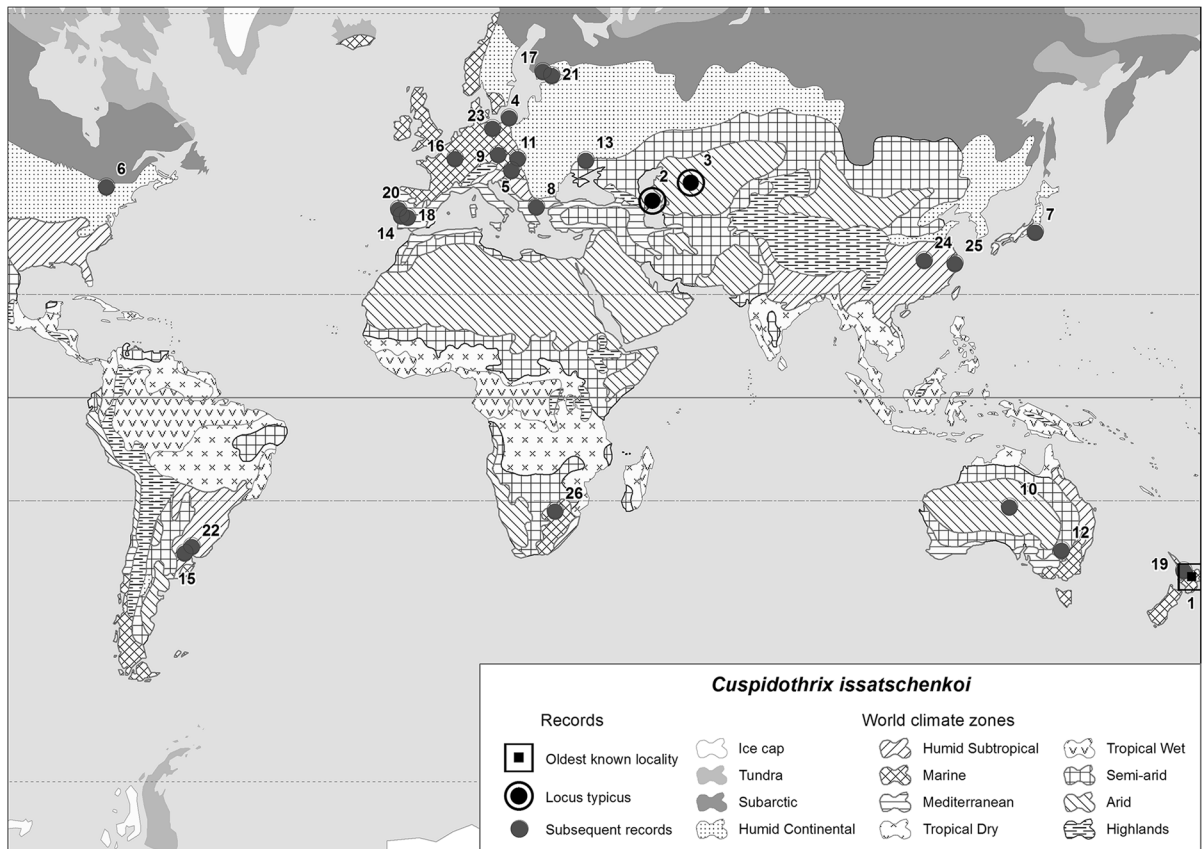 17
21
4
23
16
9
11
5
13
3
2
8
6
20
18
14
7
24
25
26
10
12
22
15
19
1
Cuspidothrix issatschenkoi
Records
Oldest known locality
Locus typicus
Subsequent records
World climate zones
Ice cap
Tundra
Subarctic
Humid Continental
Humid Subtropical
Marine
Mediterranean
Tropical Dry
Tropical Wet
Semi-arid
Arid
Highlands